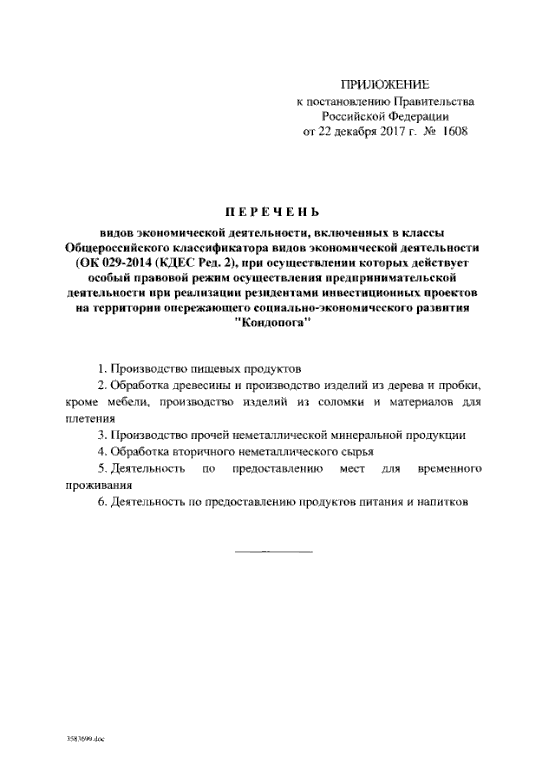 ПРИЛОЖЕНИЕ
к постановлению Правительства
Российской Федерации
от 22 декабря 2017 г. № 1608
П Е Р Е Ч Е Н Ь
видов экономической деятельности, включенных в классы
Общероссийского классификатора видов экономической деятельности
(ОК 029-2014 (КДЕС Ред. 2), при осуществлении которых действует
особый правовой режим осуществления предпринимательской
деятельности при реализации резидентами инвестиционных проектов
на территории опережающего социально-экономического развития
"Кондопога"
1. Производство пищевых продуктов
2. Обработка древесины и производство изделий из дерева и пробки,
кроме мебели, производство изделий из соломки и материалов для
плетения
3. Производство прочей неметаллической минеральной продукции
4. Обработка вторичного неметаллического сырья
5. Деятельность по предоставлению мест для временного
проживания
6. Деятельность по предоставлению продуктов питания и напитков
3583699.doc